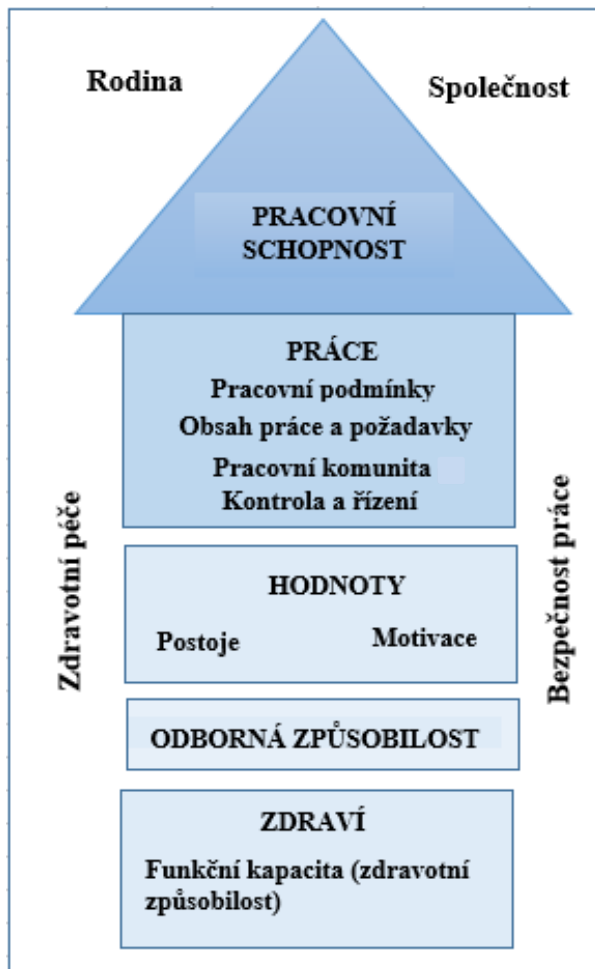 Rodina
Společnost
PRACOVNÍ
SCHOPNOST
PRÁCE
Pracovní podmínky
Obsah práce a požadavky
Pracovní komunita
Kontrola a řízení
Zdravotní péče
Bezpečnost práce
HODNOTY
Postoje
Motivace
ODBORNÁ ZPŮSOBILOST
ZDRAVÍ
Funkční kapacita (zdravotní
způsobilost)